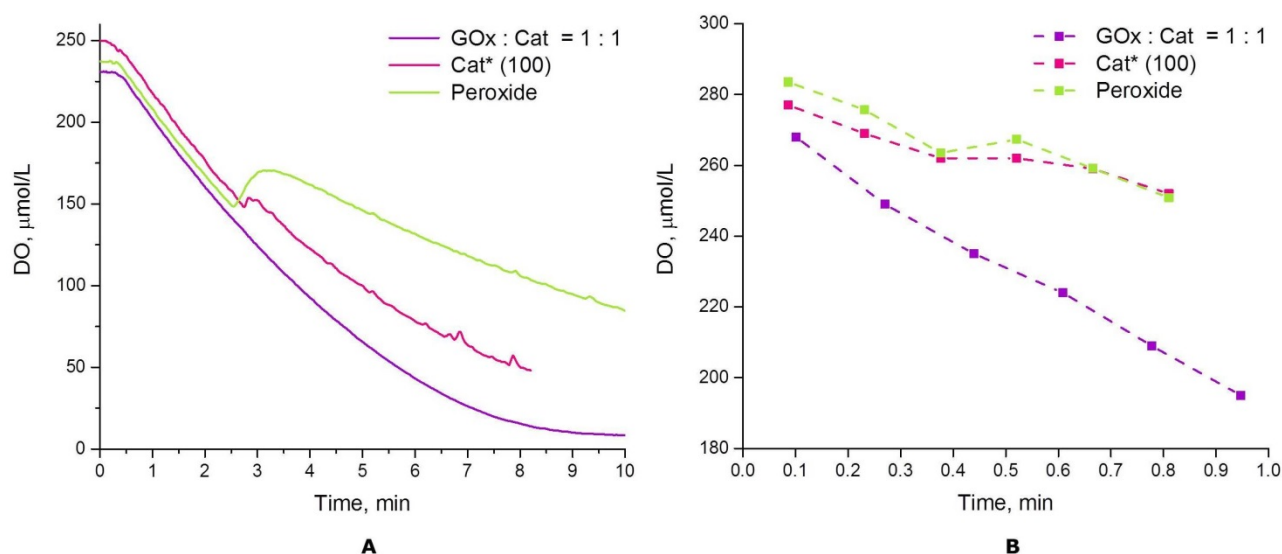 GOx : Cat = 1 : 1
Cat* (100)
Peroxide
250
200
150
100
50
0
DO, μmol/L
0 1 2 3 4 5 6 7 8 9 10
Time, min
A
GOx : Cat = 1 : 1
Cat* (100)
Peroxide
300
280
260
240
220
200
180
DO, μmol/L
0.0 0.1 0.2 0.3 0.4 0.5 0.6 0.7 0.8 0.9 1.0
Time, min
B